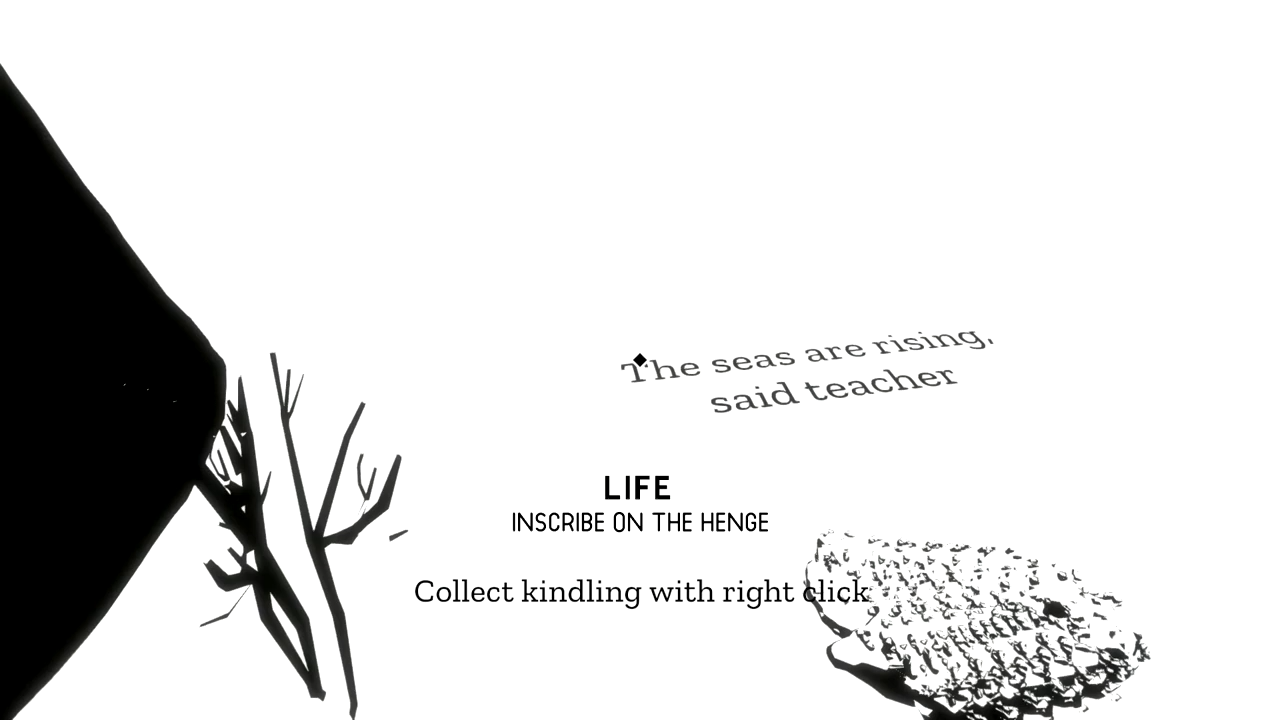 The seas are rising,
said teacher
LIFE
INSCRIBE ON THE HENGE
Collect kindling with right click